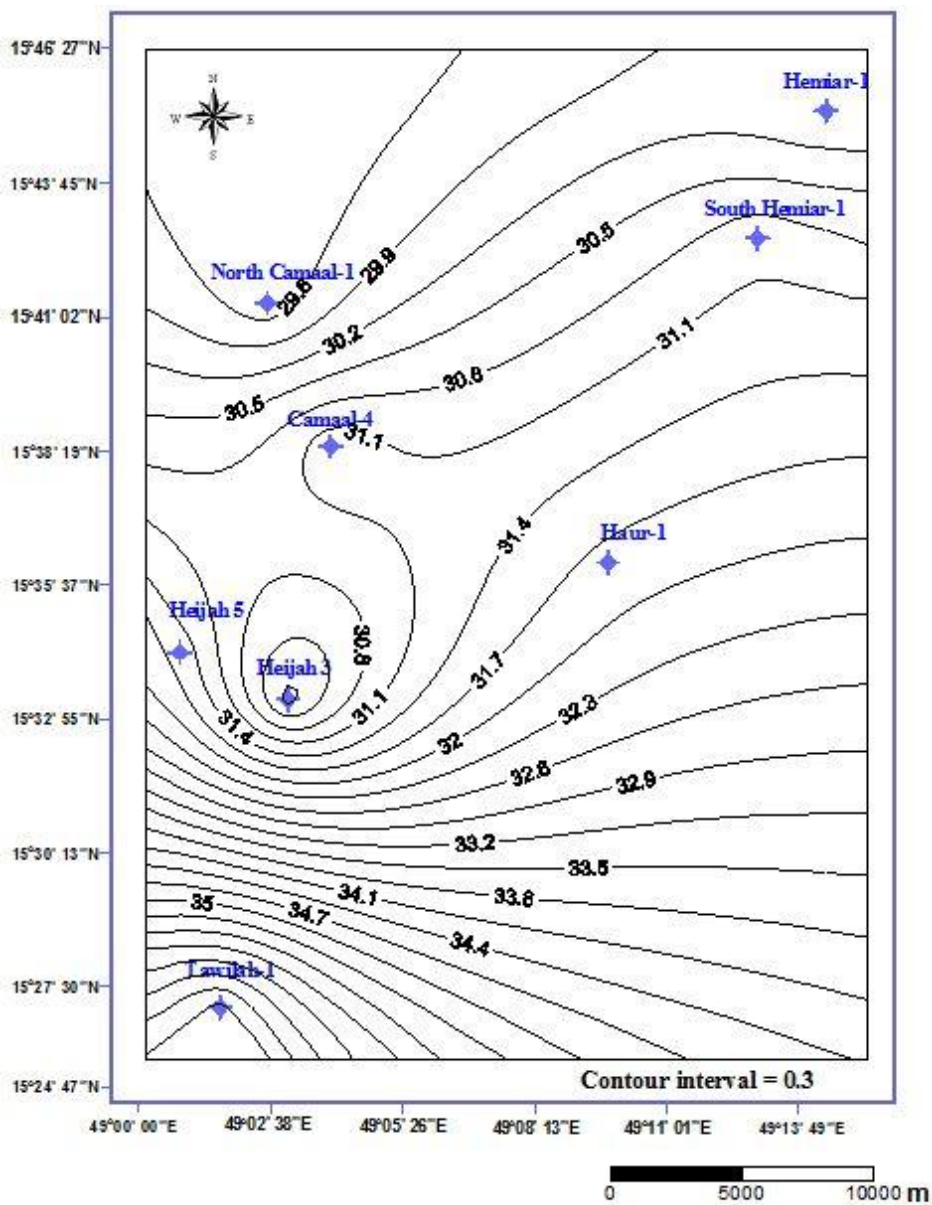 15°46' 27"N
Hemiar-1
N
W E
S
15°43' 45"N
South Hemiar-1
30.5
29.9
North Camaal-1
29.6
15°41' 02"N
30.2
31.1
30.8
30.5
Camaal-4
31.1
15°38' 19"N
31.4
Haur-1
15°35' 37"N
Heijah 5
30.8
Heijah 3
31.7
31.1
32.3
15°32' 55"N
31.4
32
32.6
32.9
33.2
15°30' 13"N
33.5
34.1
33.8
35
34.7
34.4
Lawilah-1
15°27' 30"N
15°24' 47"N
Contour interval = 0.3
49°00' 00"E
49°02' 38"E
49°05' 26"E
49°08' 13"E
49°11' 01"E
49°13' 49"E
0 5000 10000 m